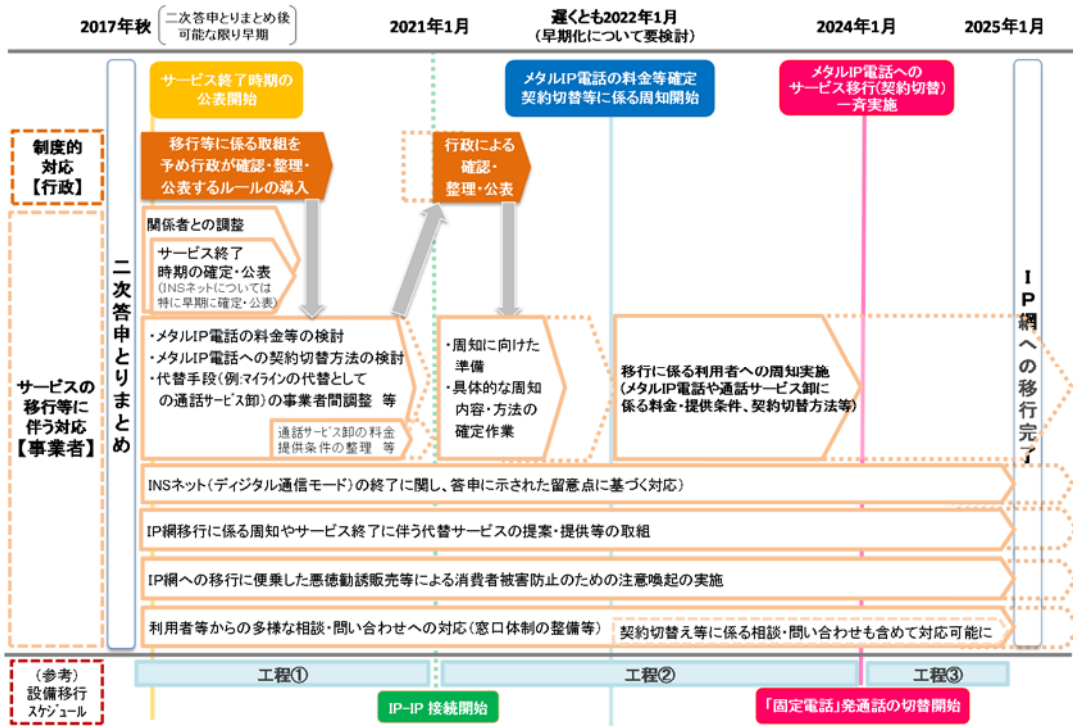 2017年秋
二次答申とりまとめ後
可能な限り早期
2021年1月
遅くとも2022年1月
(早期化について要検討)
2024年1月
2025年1月
サービス終了時期の
公表開始
メタルIP電話の料金等確定
契約切替等に係る周知開始
メタルIP電話への
サービス移行(契約切替)
一斉実施
制度的
対応
【行政】
移行等に係る取組を
予め行政が確認・整理・
公表するルールの導入
行政による
確認・
整理・公表
サービスの
移行等に
伴う対応
【事業者】
二次答申とりまとめ
関係者との調整
サービス終了
時期の確定・公表
(INSネットについては
特に早期に確定・公表)
・メタルIP電話の料金等の検討
・メタルIP電話への契約切替方法の検討
・代替手段(例:マイラインの代替として
の通話サービス卸)の事業者間調整 等
通話サービス卸の料金
提供条件の整理 等
・周知に向けた
準備
・具体的な周知
内容・方法の
確定作業
移行に係る利用者への周知実施
(メタルIP電話や通話サービス卸に
係る料金・提供条件、契約切替方法等)
IP網への移行完了
INSネット(ディジタル通信モード)の終了に関し、答申に示された留意点に基づく対応)
IP網移行に係る周知やサービス終了に伴う代替サービスの提案・提供等の取組
IP網への移行に便乗した悪徳勧誘販売等による消費者被害防止のための注意喚起の実施
利用者等からの多様な相談・問い合わせへの対応(窓口体制の整備等)
契約切替え等に係る相談・問い合わせも含めて対応可能に
(参考)
設備移行
スケジュール
工程①
工程②
工程③
IP-IP 接続開始
「固定電話」発通話の切替開始